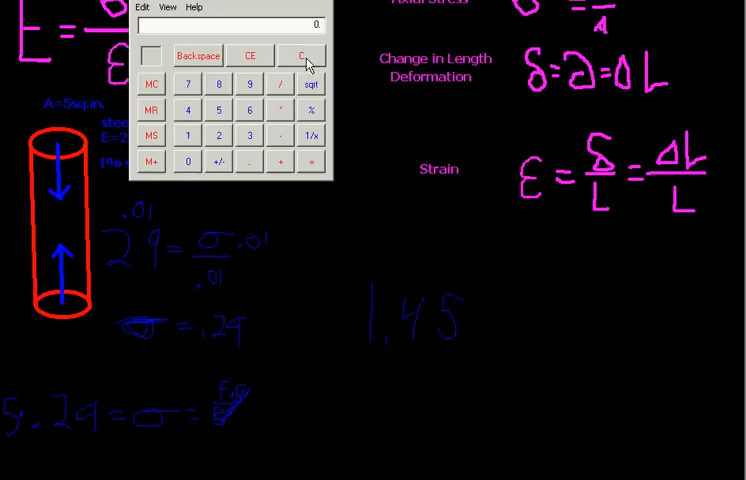 Edit View Help
0.
Backspace CE C
MC 7 8 9 / sqrt
MR 4 5 6 * %
MS 1 2 3 - 1/x
M+ 0 +/- . + =
E = δ/ε
Axial Stress
Change in Length
Deformation
δ=∂=ΔL
Strain
ε = δ/L = ΔL/L
A=5sq.in.
.01
29 = σ/.01 .01
σ = .29
1.45
5. .29 = σ =